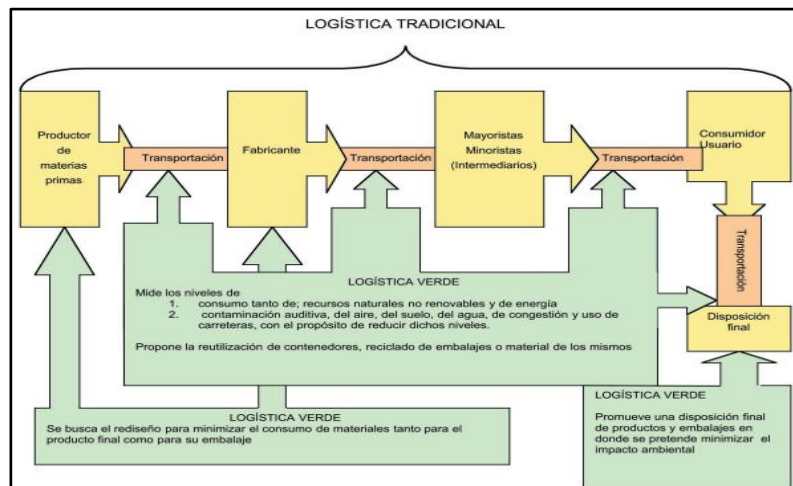 LOGÍSTICA TRADICIONAL
Productor
de
materias
primas
Transportación
Fabricante
Transportación
Mayoristas
Minoristas
(Intermediarios)
Transportación
Consumidor
Usuario
Transportación
Disposición
final
LOGÍSTICA VERDE
Mide los niveles de
1. consumo tanto de; recursos naturales no renovables y de energía
2. contaminación auditiva, del aire, del suelo, del agua, de congestión y uso de
carreteras, con el propósito de reducir dichos niveles.
Propone la reutilización de contenedores, reciclado de embalajes o material de los mismos
LOGÍSTICA VERDE
Se busca el rediseño para minimizar el consumo de materiales tanto para el
producto final como para su embalaje
LOGÍSTICA VERDE
Promueve una disposición final
de productos y embalajes en
donde se pretende minimizar el
impacto ambiental